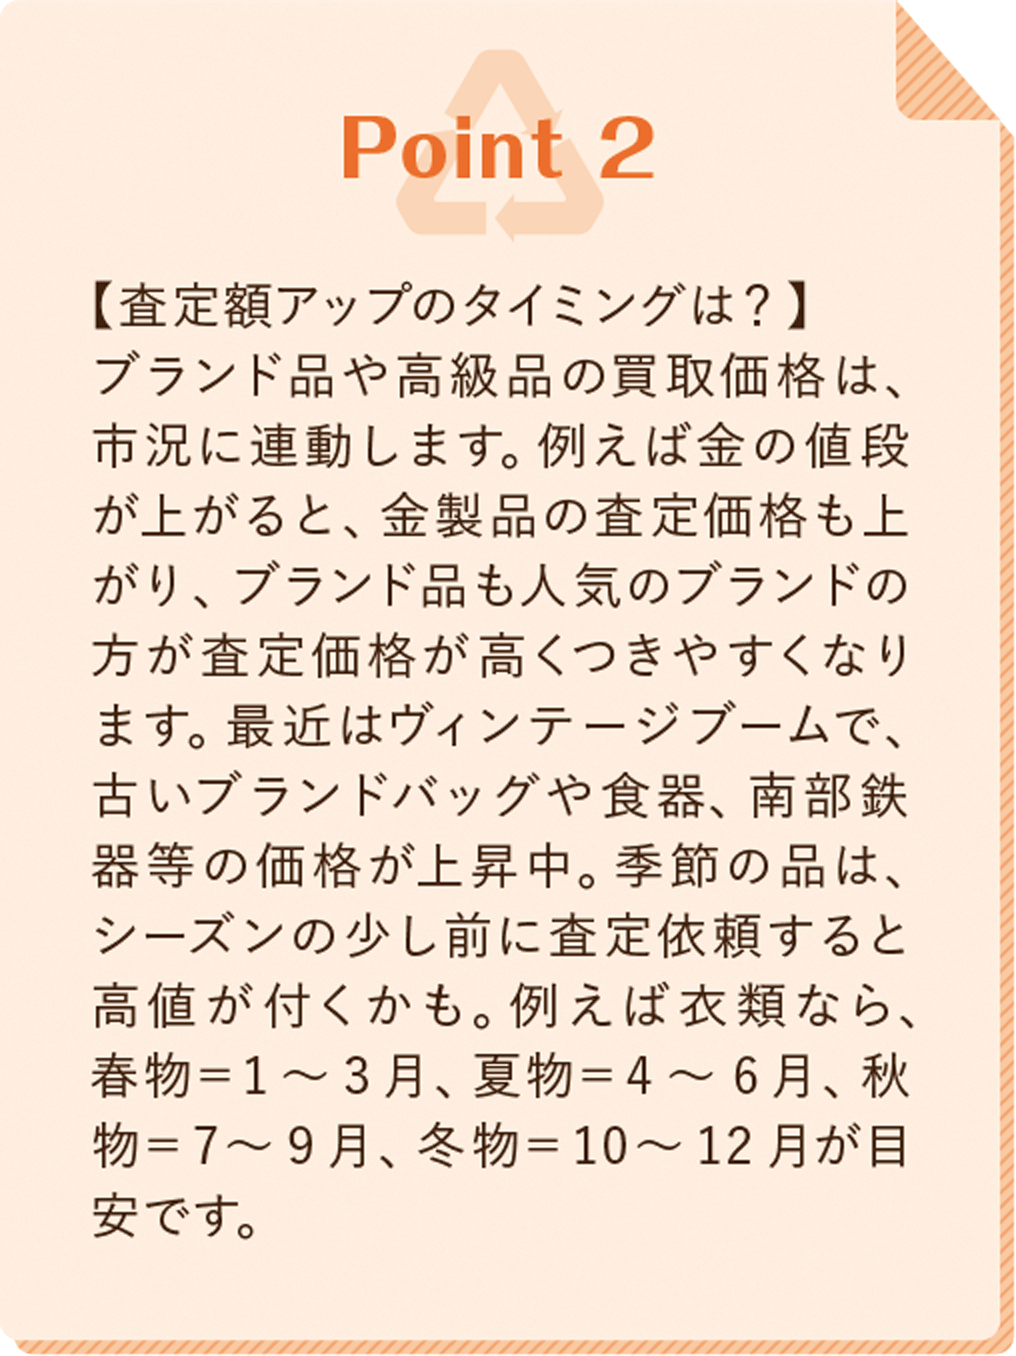 Point 2
【査定額アップのタイミングは？】
ブランド品や高級品の買取価格は、
市況に連動します。例えば金の値段
が上がると、金製品の査定価格も上
がり、ブランド品も人気のブランドの
方が査定価格が高くつきやすくなり
ます。最近はヴィンテージブームで、
古いブランドバッグや食器、南部鉄
器等の価格が上昇中。季節の品は、
シーズンの少し前に査定依頼すると
高値が付くかも。例えば衣類なら、
春物＝1 〜 3 月、夏物＝4 〜 6 月、秋
物＝7〜 9 月、冬物＝10〜 12 月が目
安です。